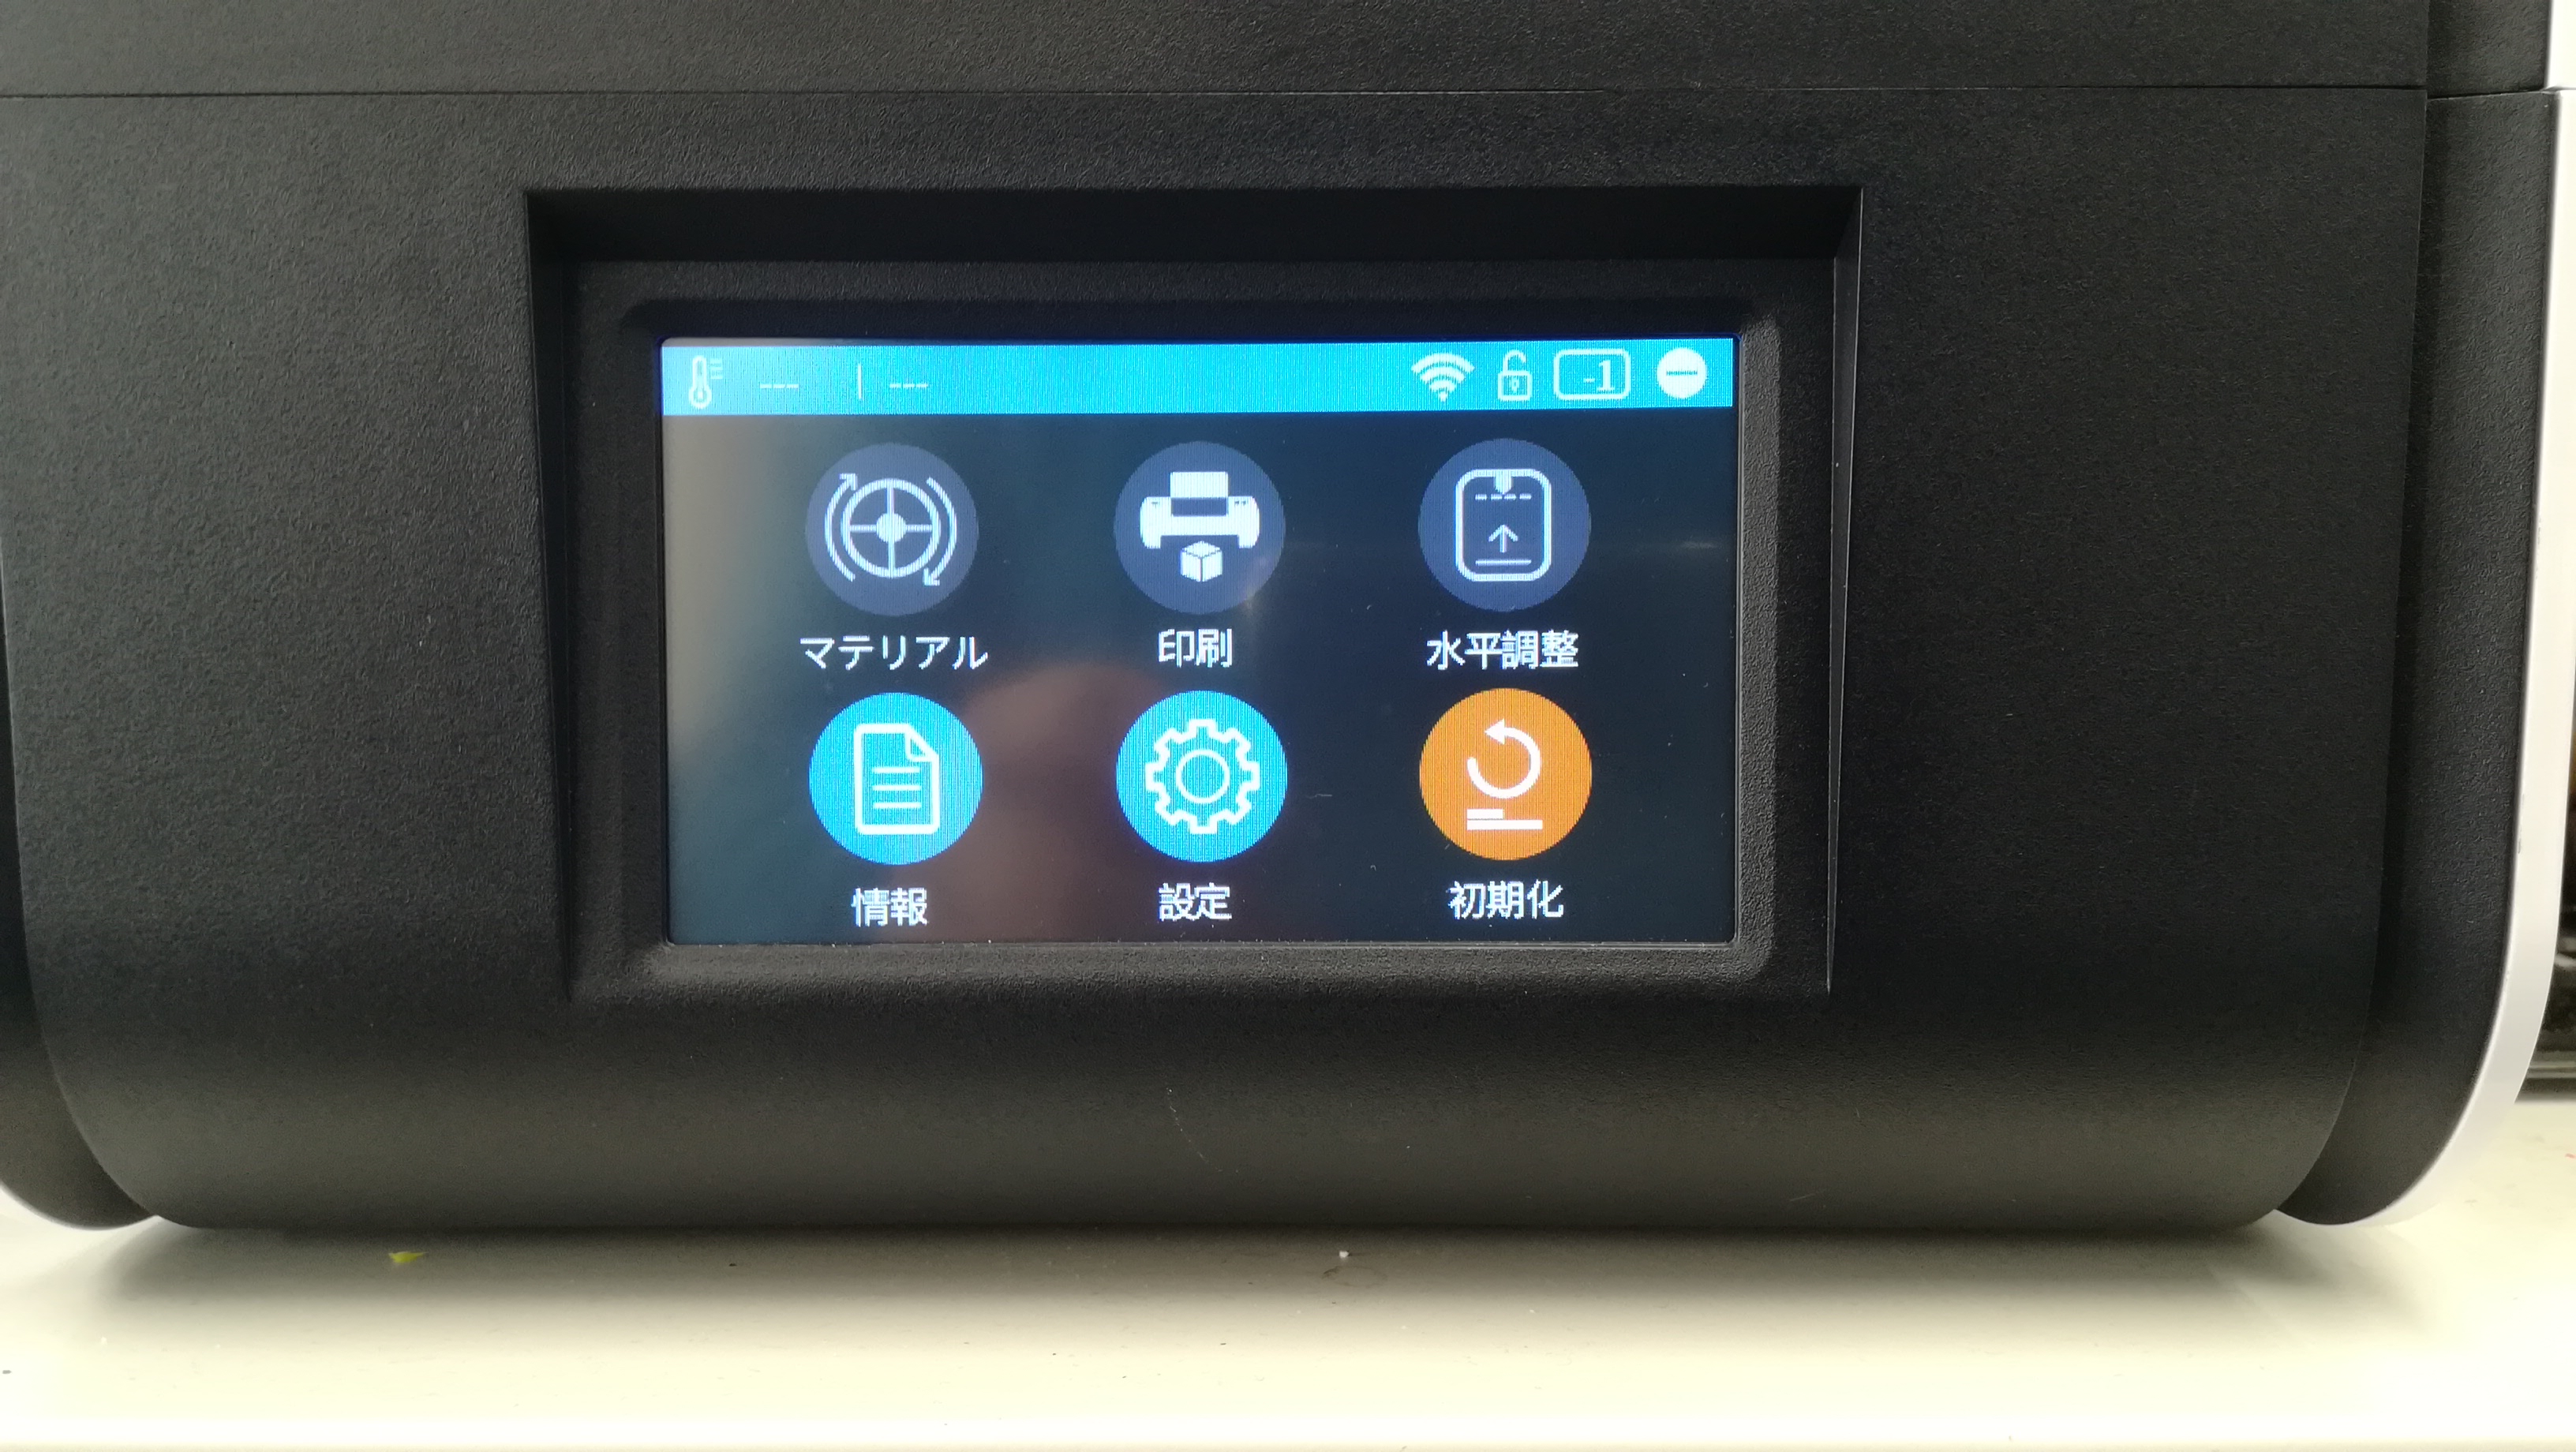 --- | ---
-1
マテリアル 印刷 水平調整
情報 設定 初期化